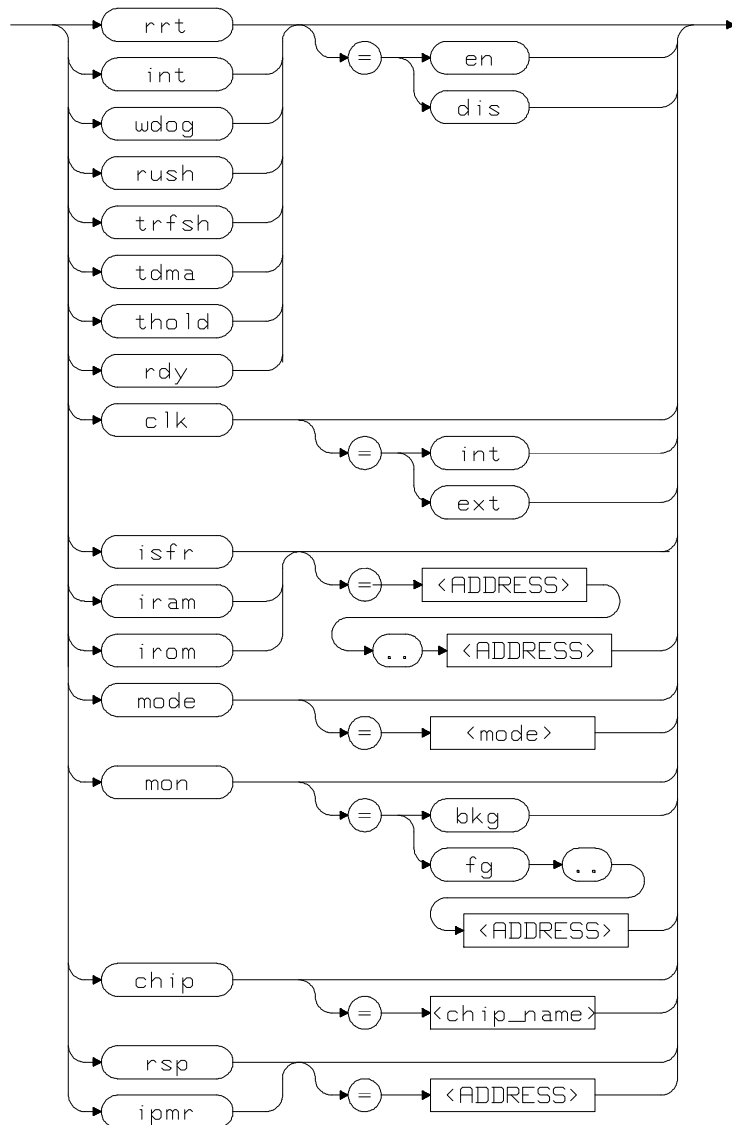 rrt
= en
int
dis
wdog
rush
trfsh
tdma
thold
rdy
clk
= int
ext
isfr
= <ADDRESS>
iram
.. <ADDRESS>
irom
mode
= <mode>
mon
= bkg
fg ..
<ADDRESS>
chip
= <chip_name>
rsp
= <ADDRESS>
ipmr